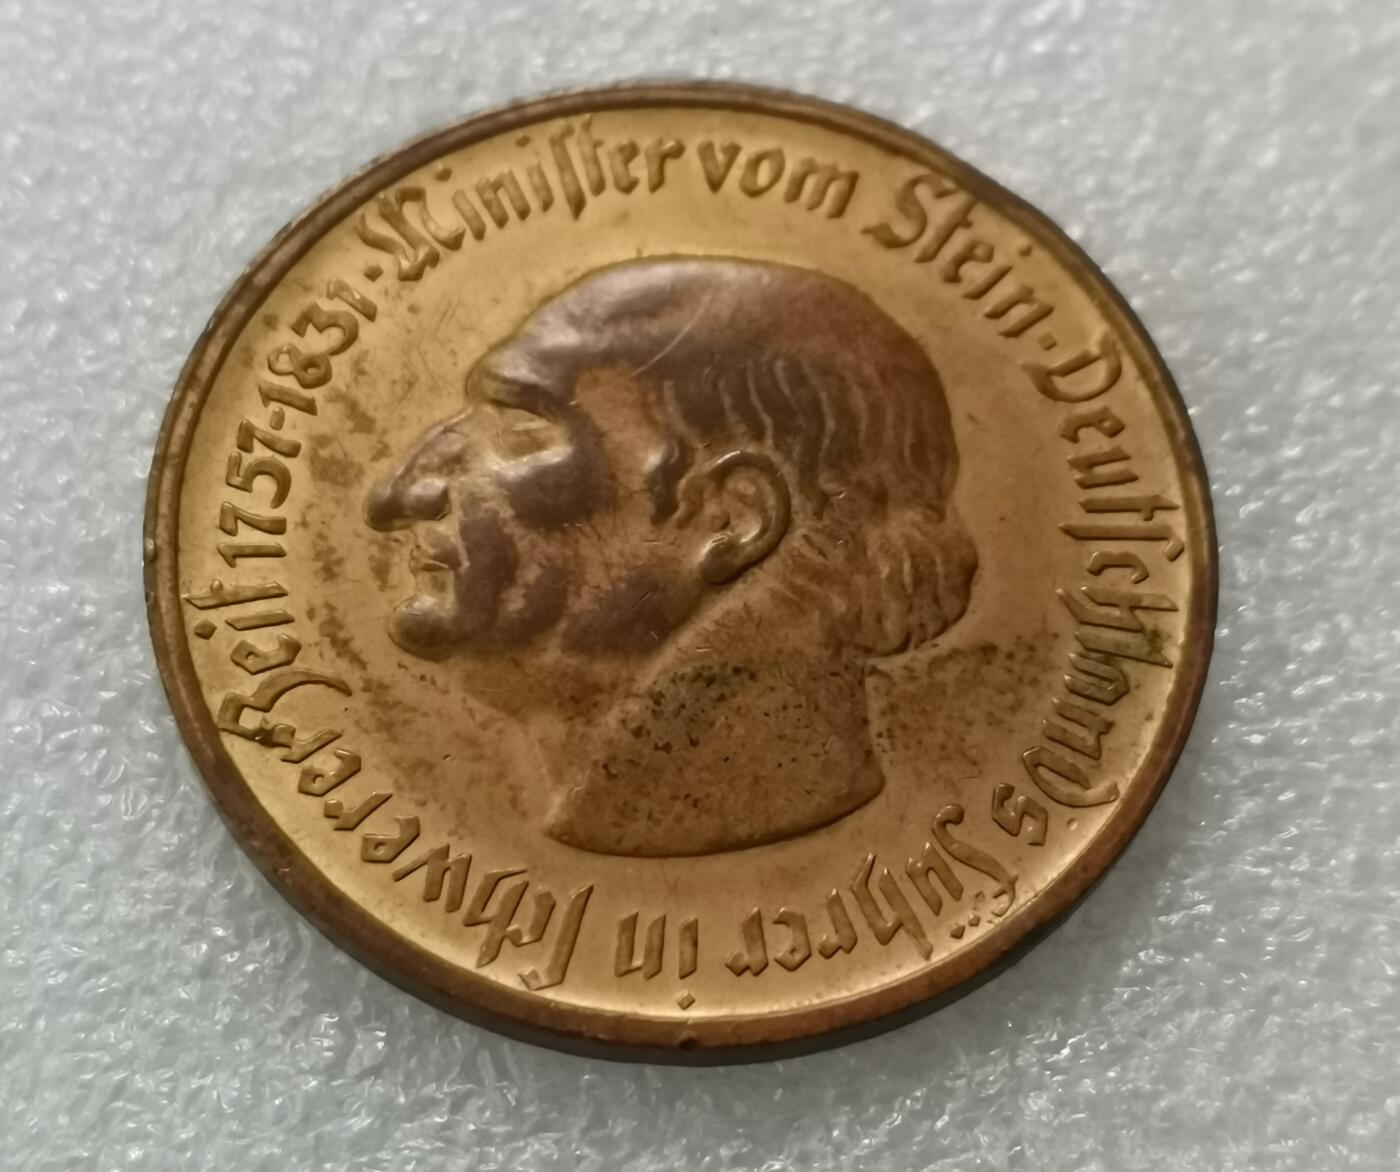 Minister vom Stein - Deutschlands Führer in schwerer Zeit 1757-1831 ·